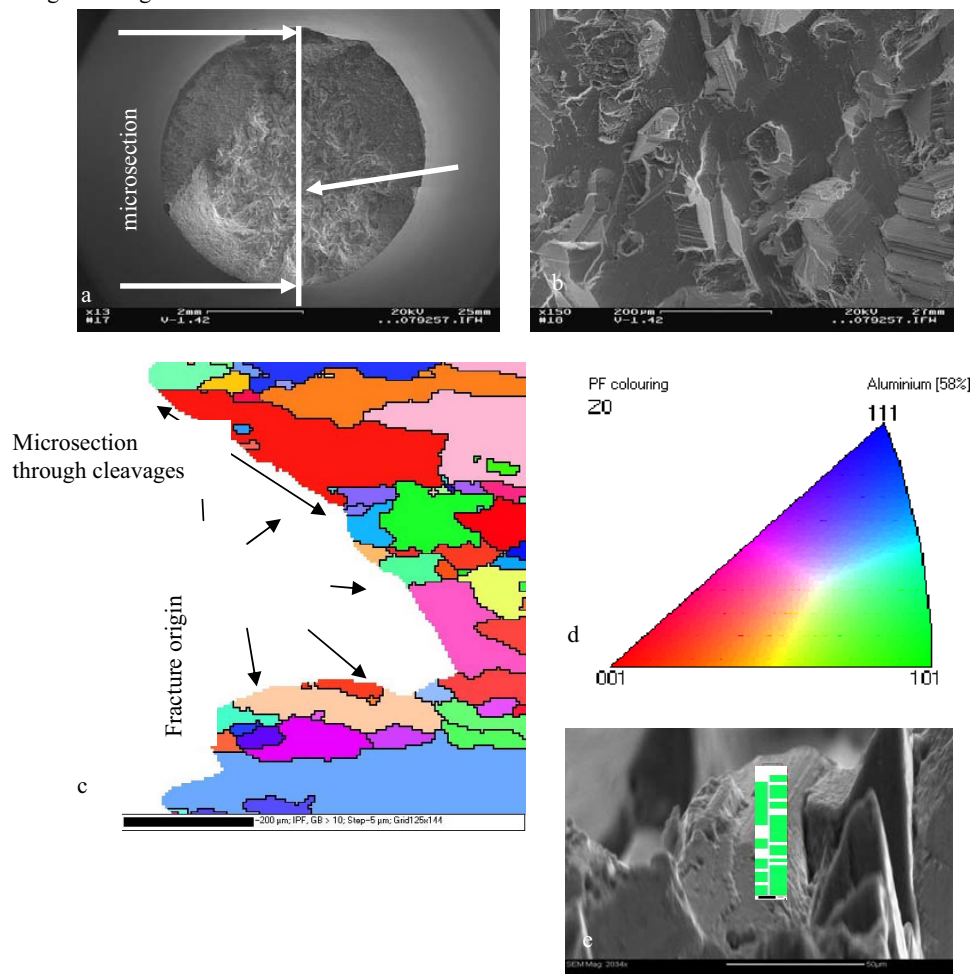 microsection
a
x13 2mm 20kV 25mm
#17 V-1.42 ...079257.IFW
b
x150 200µm 20kV 27mm
#18 V-1.42 ...079257.IFW
Microsection
through cleavages
Fracture origin
c
-200 µm; IPF, GB > 10; Step-5 µm; Grid125x144
PF colouring
Z0
Aluminium [58%]
111
d
001
101
e
SEM Mag: 2034x 50µm